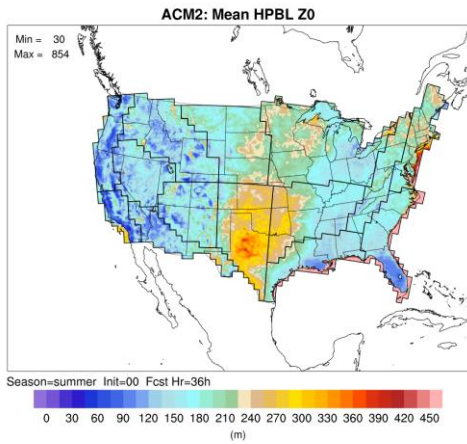 ACM2: Mean HPBL Z0
Min = 30
Max = 854
Season=summer Init=00 Fcst Hr=36h
0 30 60 90 120 150 180 210 240 270 300 330 360 390 420 450
(m)